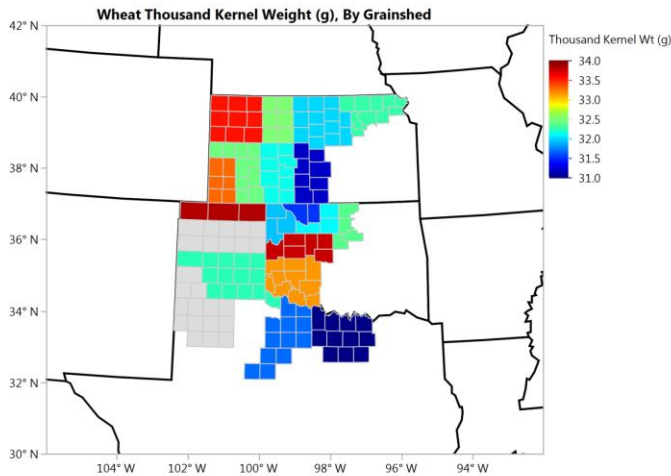 Wheat Thousand Kernel Weight (g), By Grainshed
42° N
40° N
38° N
36° N
34° N
32° N
30° N
104° W
102° W
100° W
98° W
96° W
94° W
Thousand Kernel Wt (g)
34.0
33.5
33.0
32.5
32.0
31.5
31.0